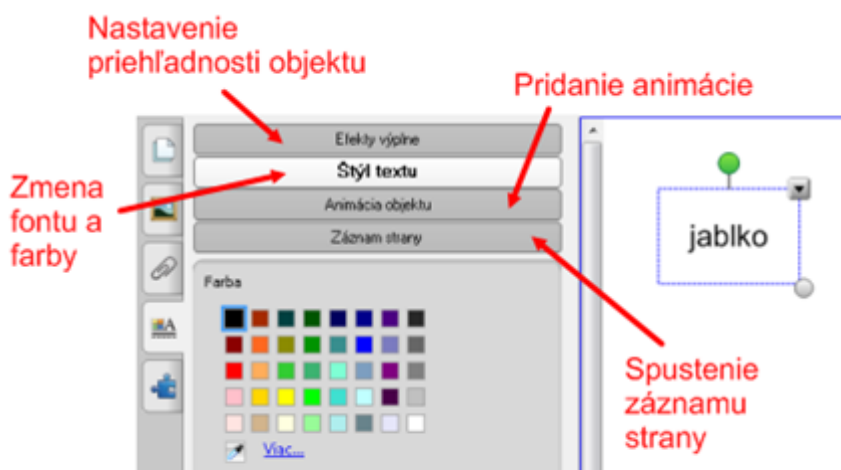 Nastavenie
priehľadnosti objektu
Pridanie animácie
Efekty výplne
Štýl textu
Animácia objektu
Záznam strany
Zmena
fontu a
farby
jablko
Farba
Viac...
Spustenie
záznamu
strany